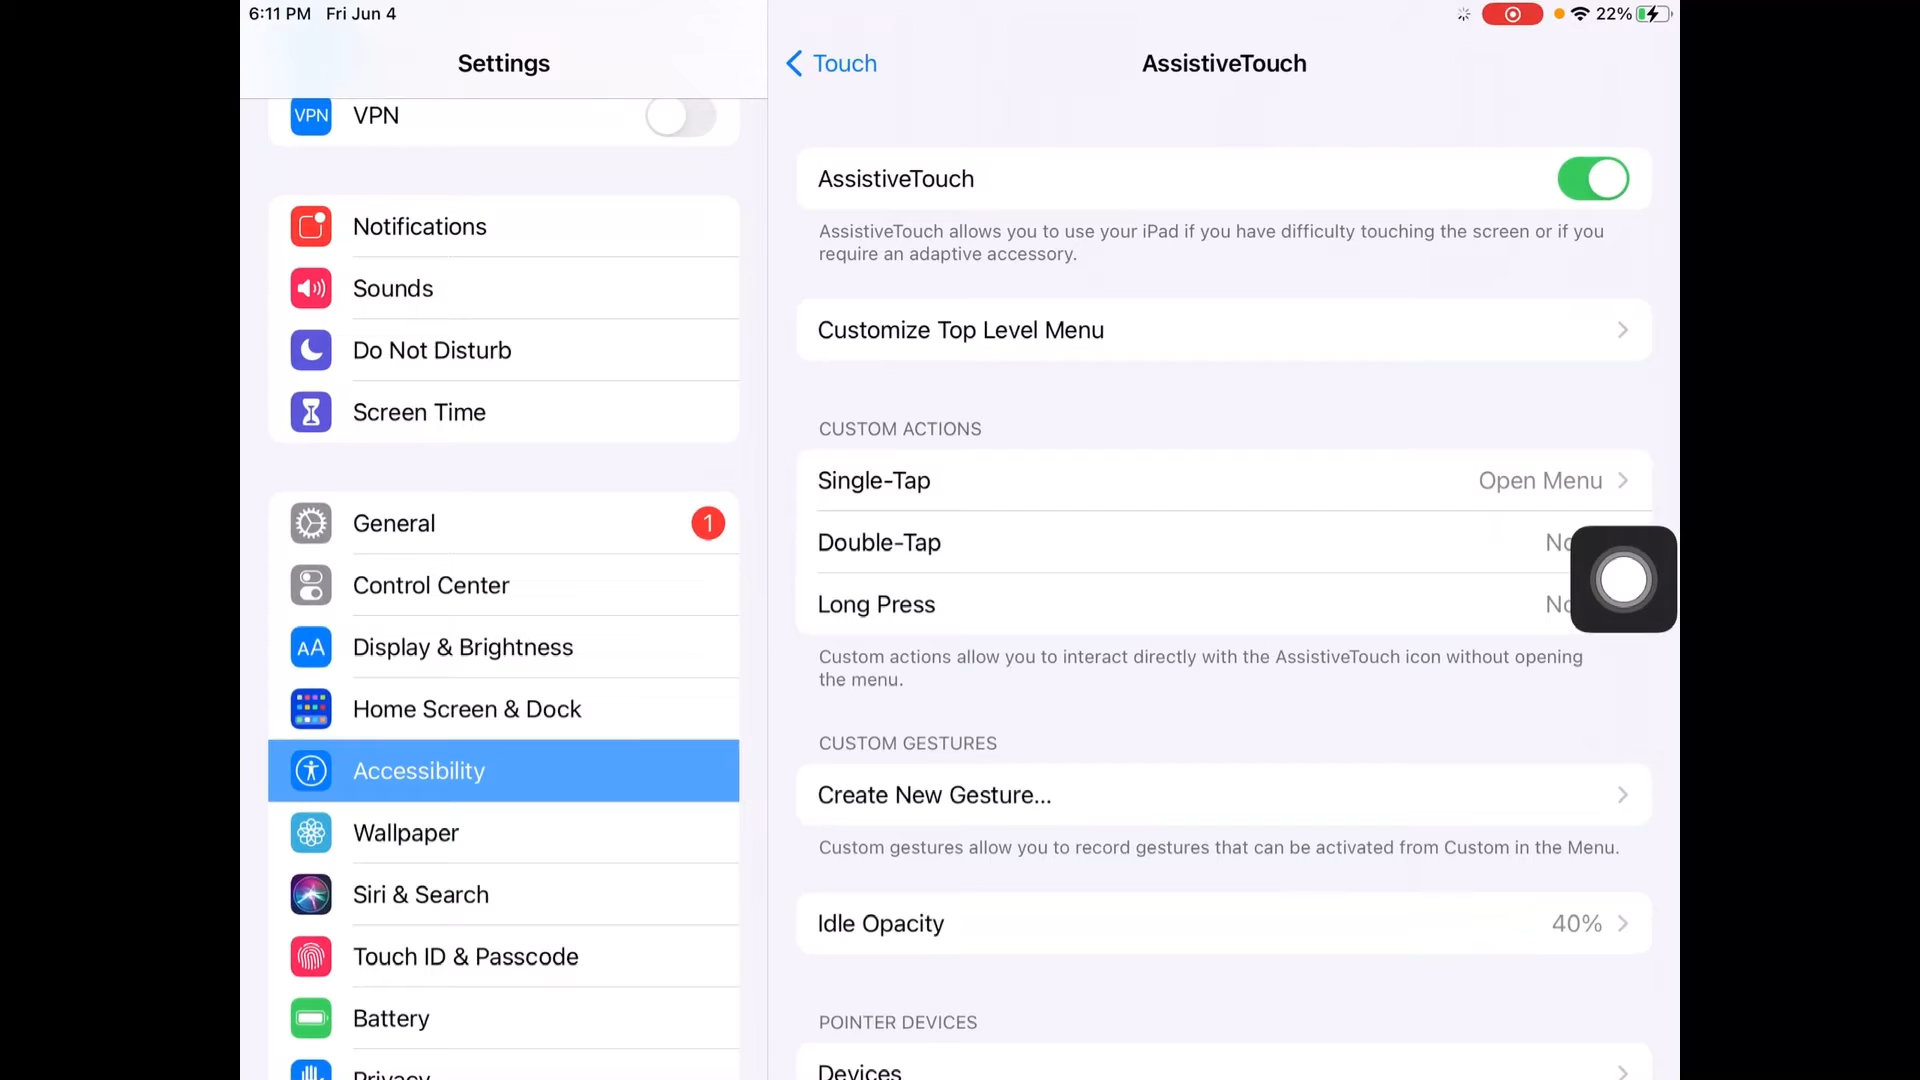 6:11 PM Fri Jun 4
22%
Settings
VPN VPN
Notifications
Sounds
Do Not Disturb
Screen Time
General 1
Control Center
AA Display & Brightness
Home Screen & Dock
Accessibility
Wallpaper
Siri & Search
Touch ID & Passcode
Battery
Privacy
Touch
AssistiveTouch
AssistiveTouch
AssistiveTouch allows you to use your iPad if you have difficulty touching the screen or if you
require an adaptive accessory.
Customize Top Level Menu
CUSTOM ACTIONS
Single-Tap Open Menu
Double-Tap
Long Press
Custom actions allow you to interact directly with the AssistiveTouch icon without opening
the menu.
CUSTOM GESTURES
Create New Gesture...
Custom gestures allow you to record gestures that can be activated from Custom in the Menu.
Idle Opacity 40%
POINTER DEVICES
Devices